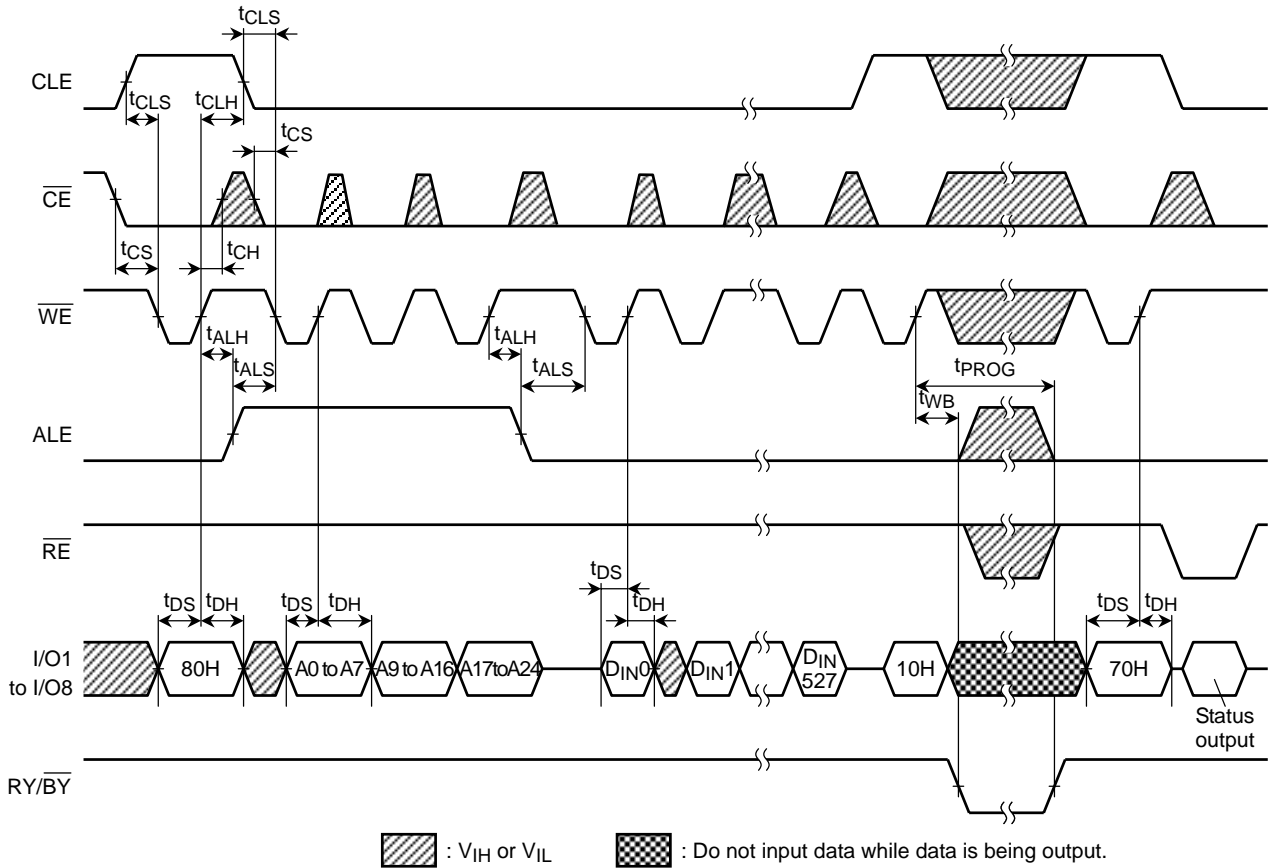 tCLS
CLE
tCLS
tCLH
tCS
CE
tCS
tCH
WE
tALH
tALH
tALS
tALS
tPROG
tWB
ALE
RE
tDS
tDS
tDH
tDS
tDH
tDH
tDS
tDH
I/O1
to I/O8
80H
A0 to A7
A9 to A16
A17 to A24
DIN0
DIN1
DIN
527
10H
70H
Status
output
RY/BY
: VIH or VIL
: Do not input data while data is being output.